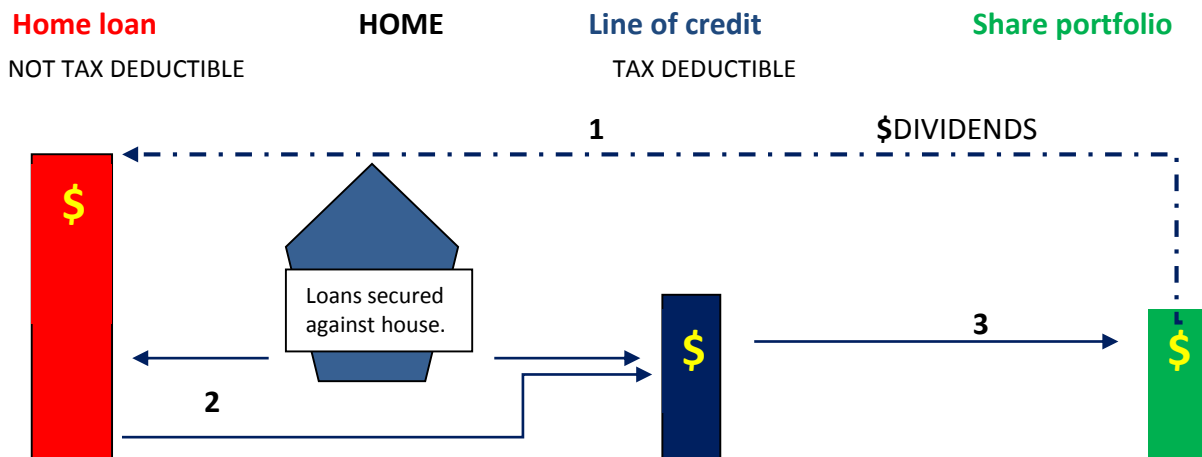 Home loan HOME Line of credit Share portfolio
NOT TAX DEDUCTIBLE TAX DEDUCTIBLE
1 $DIVIDENDS
$
Loans secured
against house.
3
$ $
2